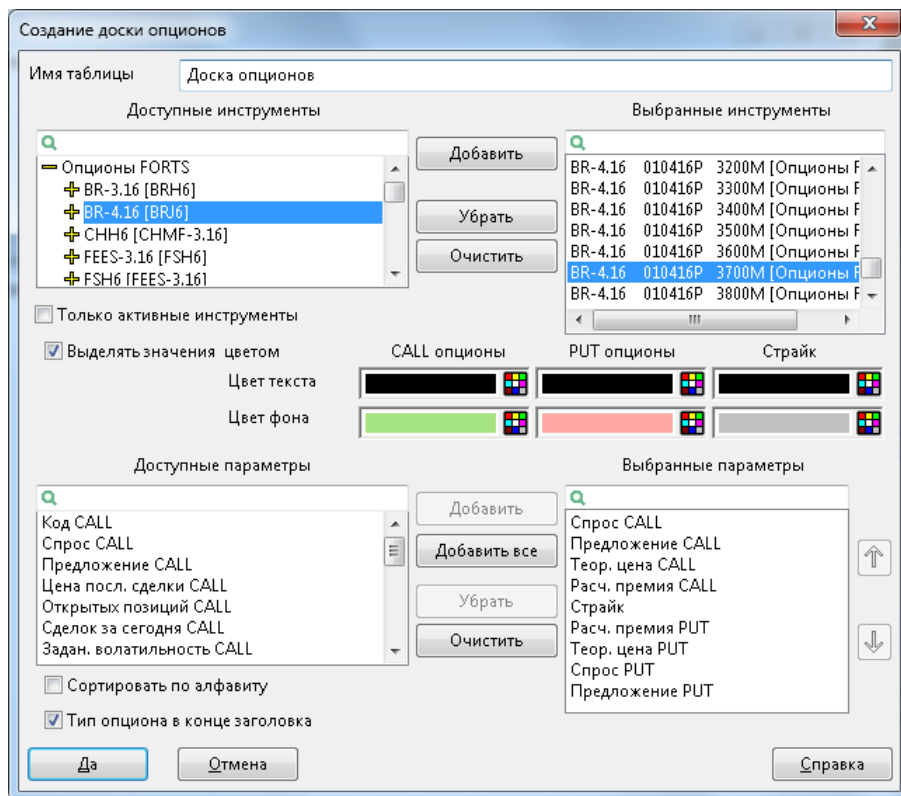 Создание доски опционов
Имя таблицы
Доска опционов
Доступные инструменты
Опционы FORTS
BR-3.16 [BRH6]
BR-4.16 [BRJ6]
CHH6 [CHMF-3.16]
FEES-3.16 [FSH6]
FSH6 [FEES-3.16]
Добавить
Убрать
Очистить
Выбранные инструменты
BR-4.16 010416P 3200M [Опционы F
BR-4.16 010416P 3300M [Опционы F
BR-4.16 010416P 3400M [Опционы F
BR-4.16 010416P 3500M [Опционы F
BR-4.16 010416P 3600M [Опционы F
BR-4.16 010416P 3700M [Опционы F
BR-4.16 010416P 3800M [Опционы F
Только активные инструменты
Выделять значения цветом
CALL опционы
PUT опционы
Страйк
Цвет текста
Цвет фона
Доступные параметры
Код CALL
Спрос CALL
Предложение CALL
Цена посл. сделки CALL
Открытых позиций CALL
Сделок за сегодня CALL
Задан. волатильность CALL
Добавить
Добавить все
Убрать
Очистить
Выбранные параметры
Спрос CALL
Предложение CALL
Теор. цена CALL
Расч. премия CALL
Страйк
Расч. премия PUT
Теор. цена PUT
Спрос PUT
Предложение PUT
Сортировать по алфавиту
Тип опциона в конце заголовка
Да
Отмена
Справка